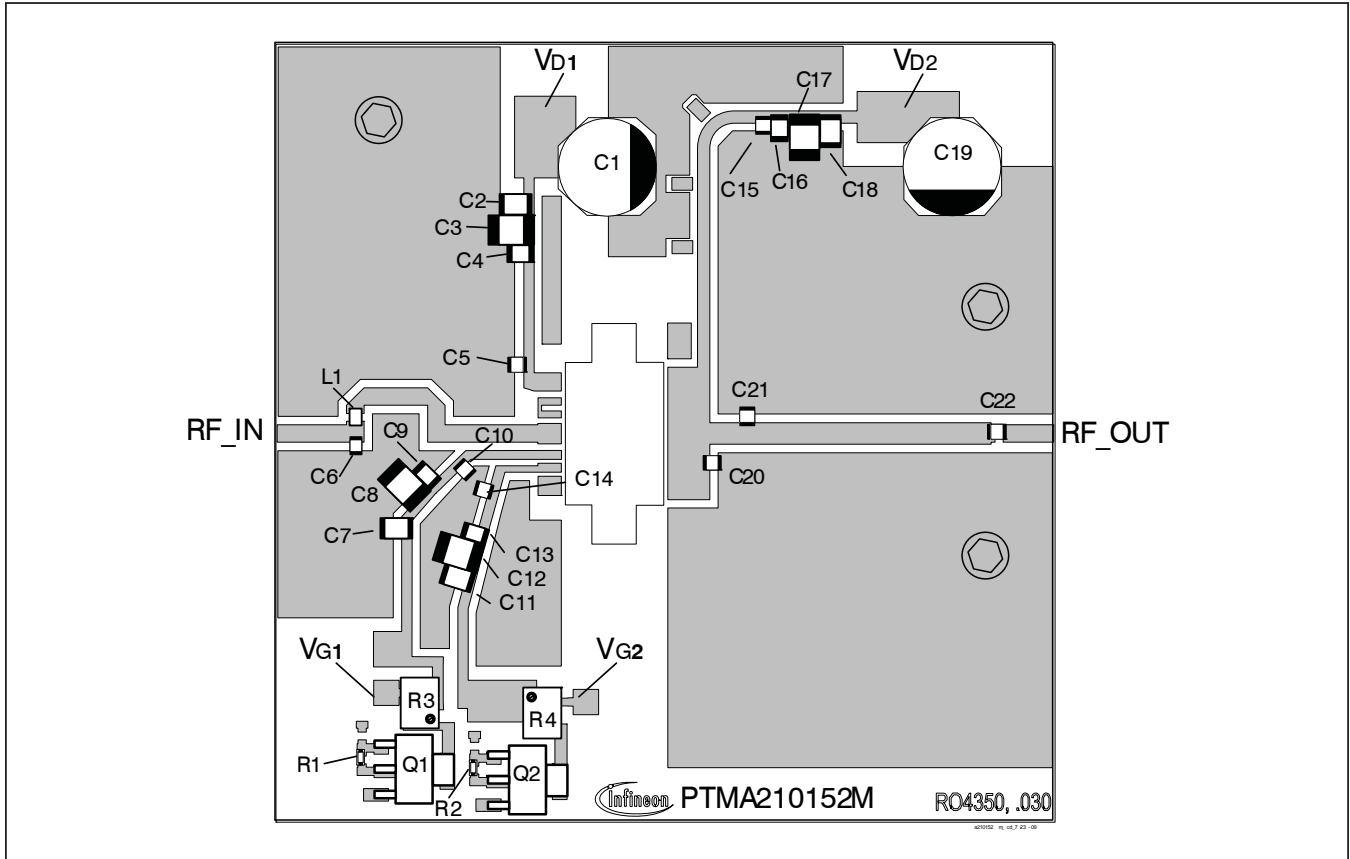 VD1
VD2
C17
C1
C19
C15
C16
C18
C2
C3
C4
C5
L1
C21
C22
RF_IN
RF_OUT
C9
C10
C6
C8
C14
C20
C7
C13
C12
C11
VG1
VG2
R3
R4
R1
Q1
Q2
R2
infineon PTMA210152M
RO4350, .030